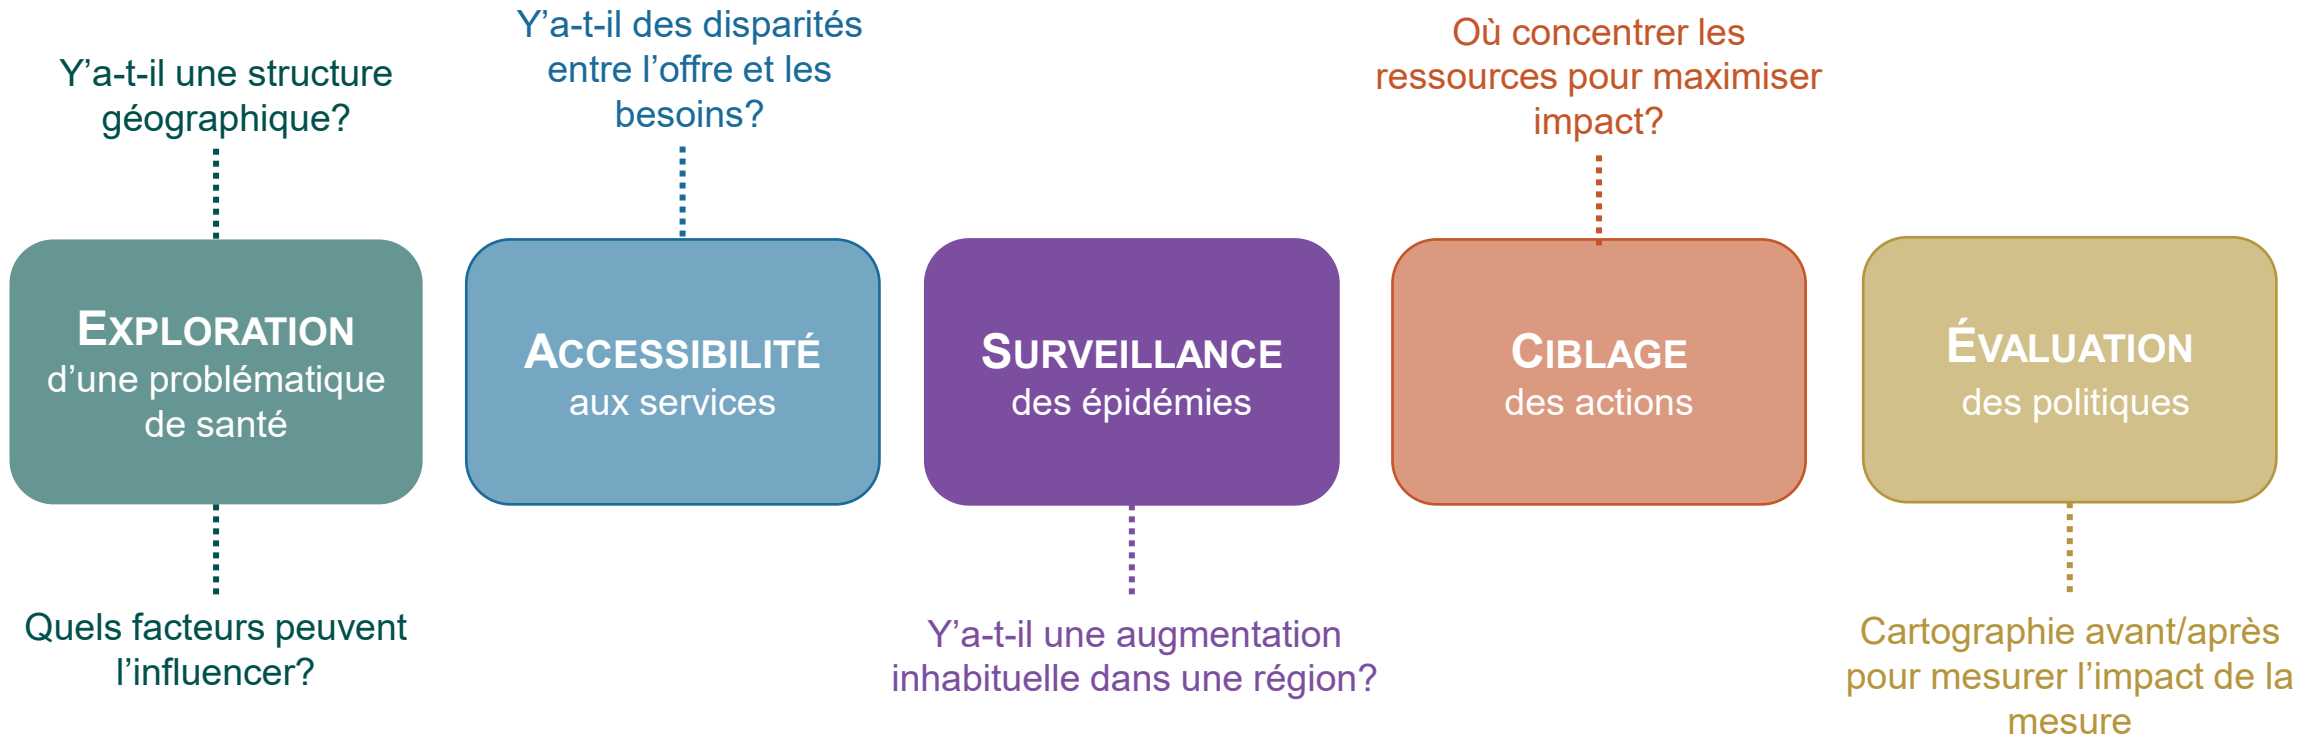 Y'a-t-il une structure
géographique?
EXPLORATION
d'une problématique
de santé
Quels facteurs peuvent
l'influencer?
Y'a-t-il des disparités
entre l'offre et les
besoins?
ACCESSIBILITÉ
aux services
SURVEILLANCE
des épidémies
Y'a-t-il une augmentation
inhabituelle dans une région?
Où concentrer les
ressources pour maximiser
impact?
CIBLAGE
des actions
ÉVALUATION
des politiques
Cartographie avant/après
pour mesurer l'impact de la
mesure